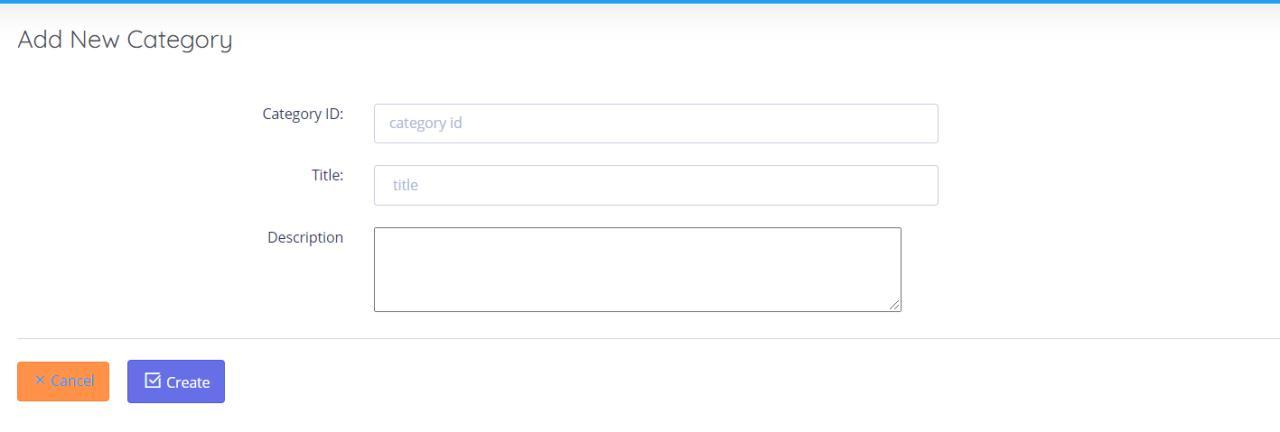 Add New Category
Category ID:
category id
Title:
title
Description
× Cancel
Create